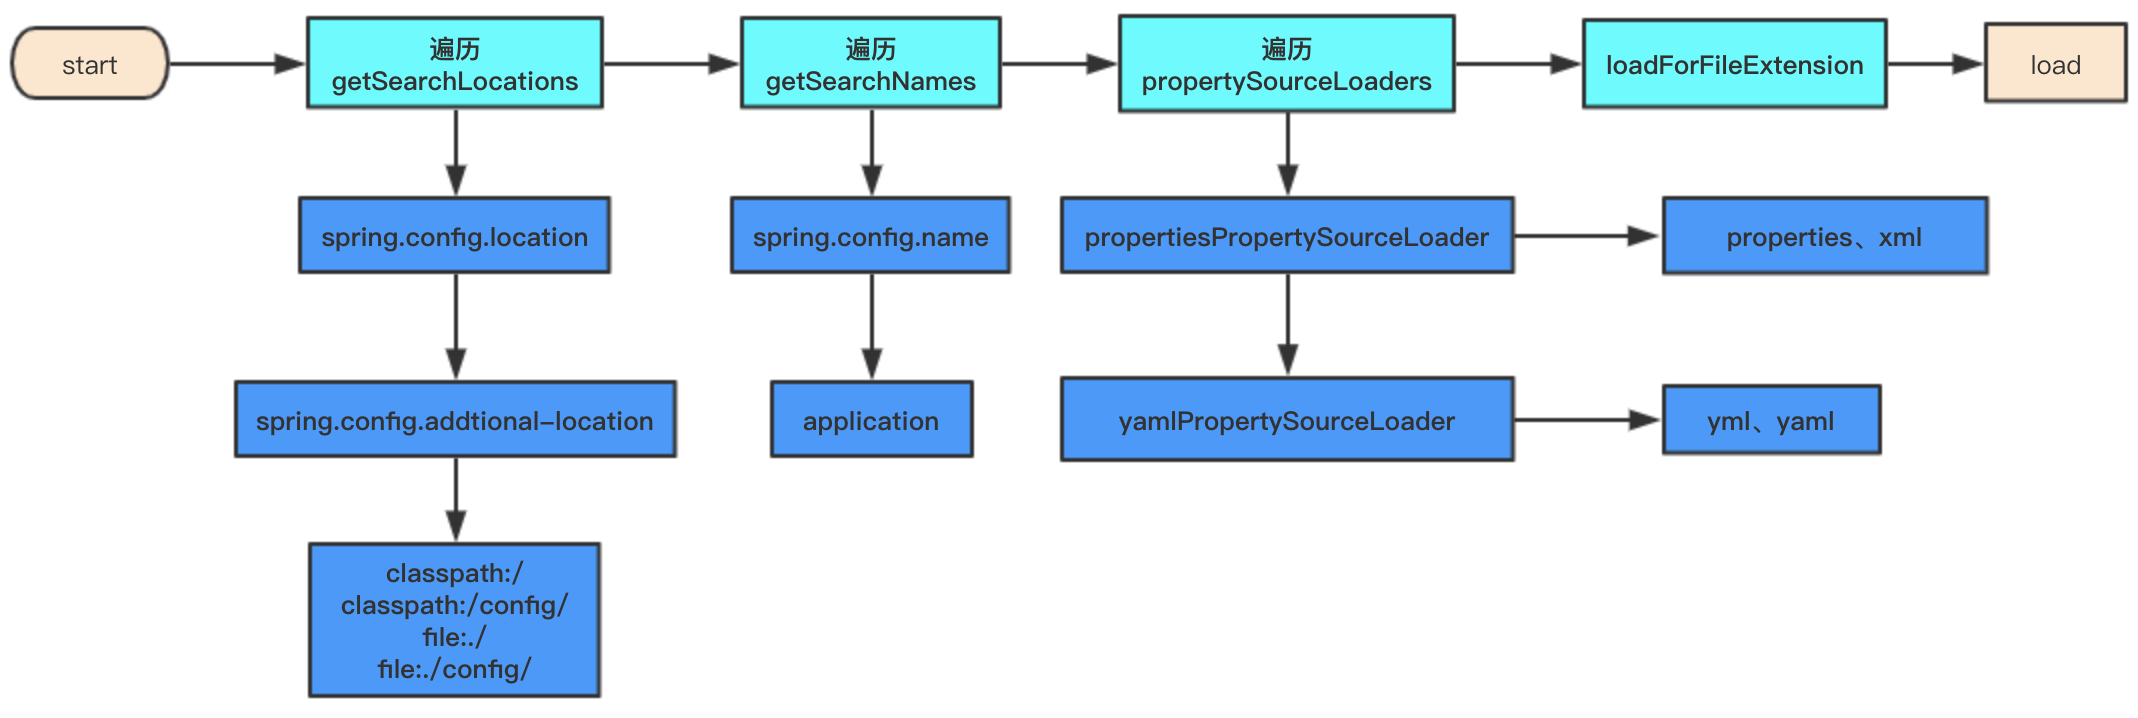 start
遍历
getSearchLocations
遍历
getSearchNames
遍历
propertySourceLoaders
loadForFileExtension
load
spring.config.location
spring.config.name
propertiesPropertySourceLoader
properties、xml
spring.config.addtional-location
application
yamlPropertySourceLoader
yml、yaml
classpath:/
classpath:/config/
file:./
file:./config/